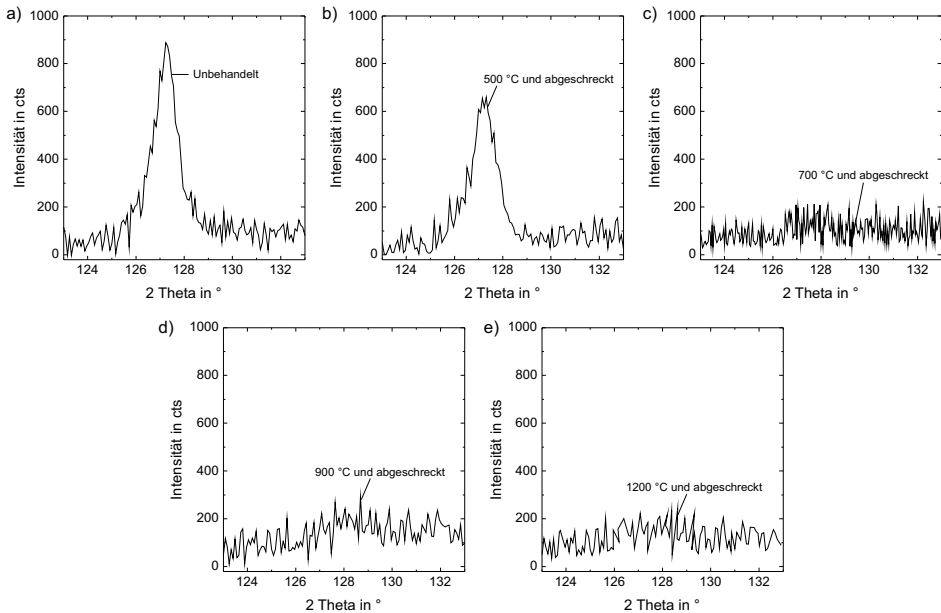 a)
1000
800
600
400
200
0
124 126 128 130 132
Intensität in cts
2 Theta in °
Unbehandelt
b)
1000
800
600
400
200
0
124 126 128 130 132
Intensität in cts
2 Theta in °
500 °C und abgeschreckt
c)
1000
800
600
400
200
0
124 126 128 130 132
Intensität in cts
2 Theta in °
700 °C und abgeschreckt
d)
1000
800
600
400
200
0
124 126 128 130 132
Intensität in cts
2 Theta in °
900 °C und abgeschreckt
e)
1000
800
600
400
200
0
124 126 128 130 132
Intensität in cts
2 Theta in °
1200 °C und abgeschreckt